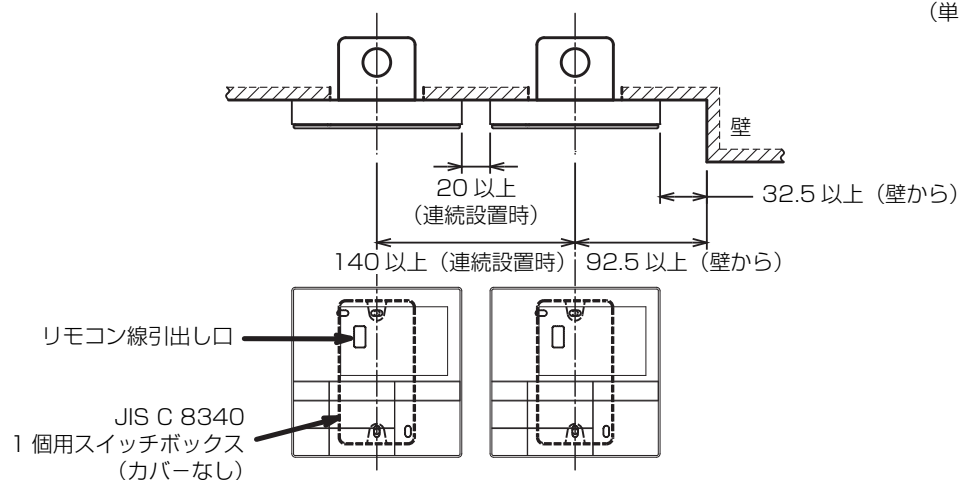 （単
壁
20 以上
（連続設置時）
32.5 以上（壁から）
140 以上（連続設置時）
92.5 以上（壁から）
リモコン線引出し口
JIS C 8340
1 個用スイッチボックス
（カバーなし）